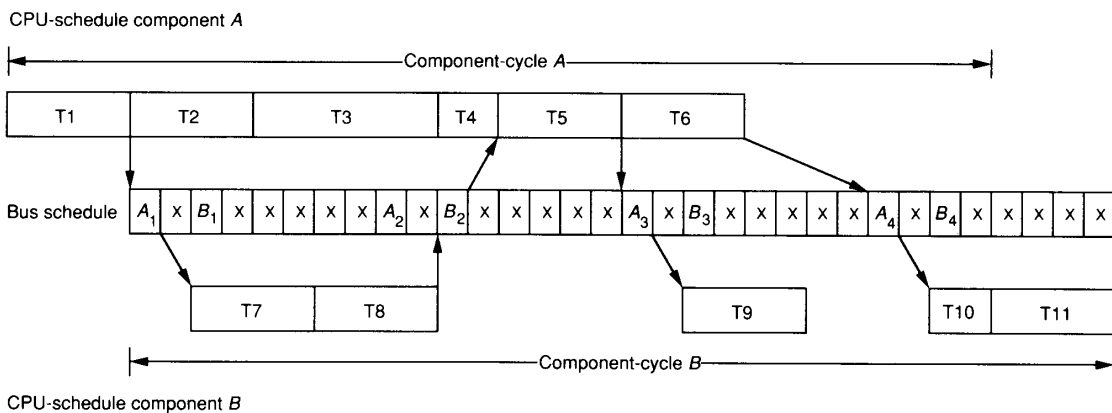 CPU-schedule component A
Component-cycle A
T1 T2 T3 T4 T5 T6
Bus schedule A₁ x B₁ x x x x x A₂ x B₂ x x x x x A₃ x B₃ x x x x x A₄ x B₄ x x x x x
T7 T8 T9 T10 T11
Component-cycle B
CPU-schedule component B